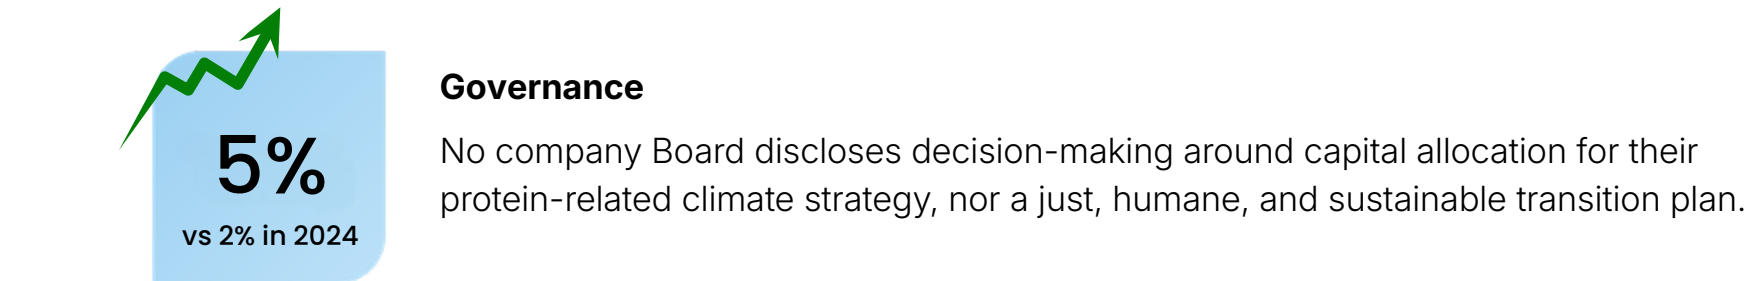 5%
vs 2% in 2024
Governance
No company Board discloses decision-making around capital allocation for their
protein-related climate strategy, nor a just, humane, and sustainable transition plan.